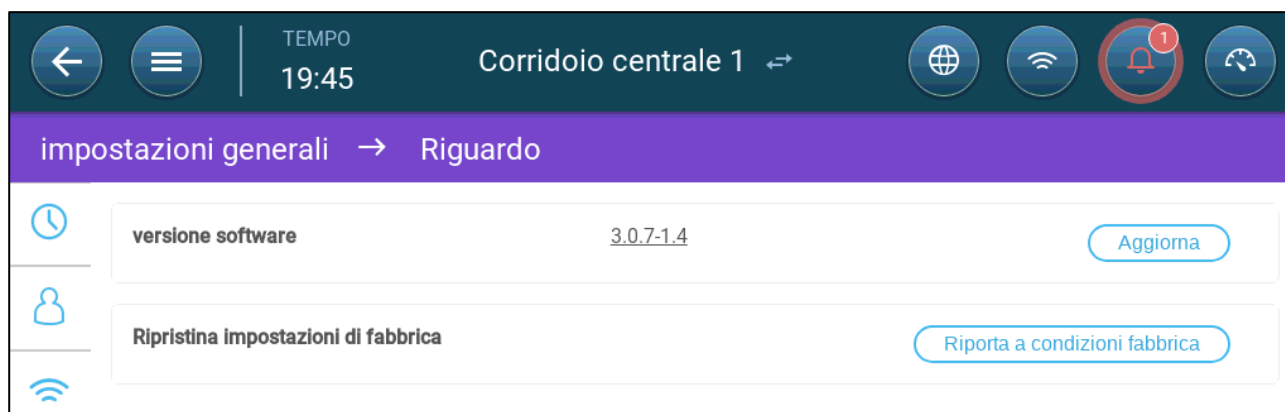 TEMPO
19:45
Corridoio centrale 1
1
impostazioni generali → Riguardo
versione software 3.0.7-1.4 Aggiorna
Ripristina impostazioni di fabbrica Riporta a condizioni fabbrica